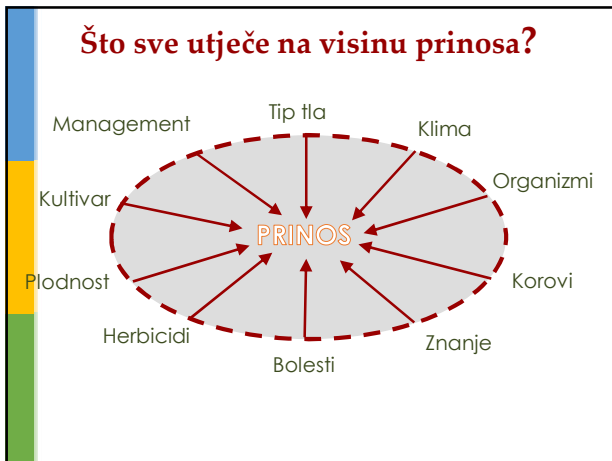 Što sve utječe na visinu prinosa?
Tip tla
Management
Klima
Organizmi
Kultivar
PRINOS
Plodnost
Korovi
Herbicidi
Znanje
Bolesti